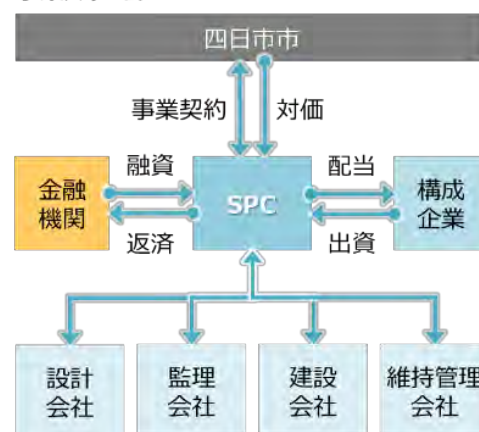 四日市市
事業契約
対価
融資
配当
金融
機関
SPC
構成
企業
返済
出資
設計
会社
監理
会社
建設
会社
維持管理
会社